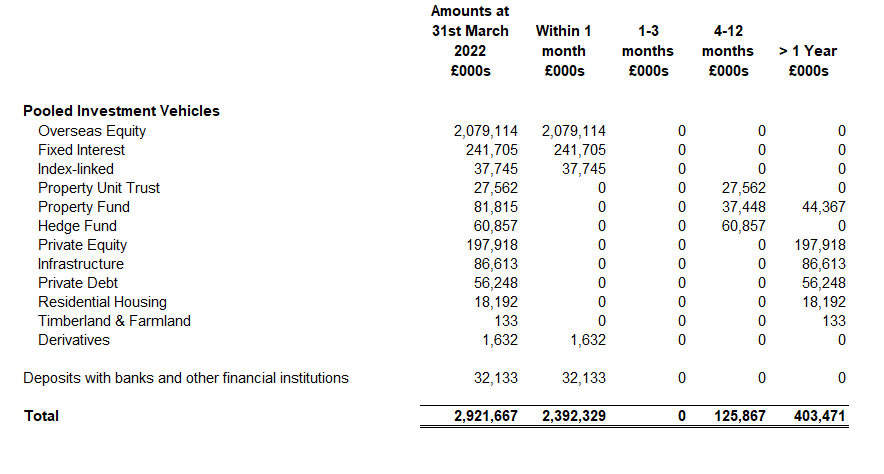 Amounts at
31st March Within 1 1-3 4-12
2022 month months months > 1 Year
£000s £000s £000s £000s £000s
Pooled Investment Vehicles
Overseas Equity 2,079,114 2,079,114 0 0 0
Fixed Interest 241,705 241,705 0 0 0
Index-linked 37,745 37,745 0 0 0
Property Unit Trust 27,562 0 0 27,562 0
Property Fund 81,815 0 0 37,448 44,367
Hedge Fund 60,857 0 0 60,857 0
Private Equity 197,918 0 0 0 197,918
Infrastructure 86,613 0 0 0 86,613
Private Debt 56,248 0 0 0 56,248
Residential Housing 18,192 0 0 0 18,192
Timberland & Farmland 133 0 0 0 133
Derivatives 1,632 1,632 0 0 0
Deposits with banks and other financial institutions 32,133 32,133 0 0 0
Total 2,921,667 2,392,329 0 125,867 403,471